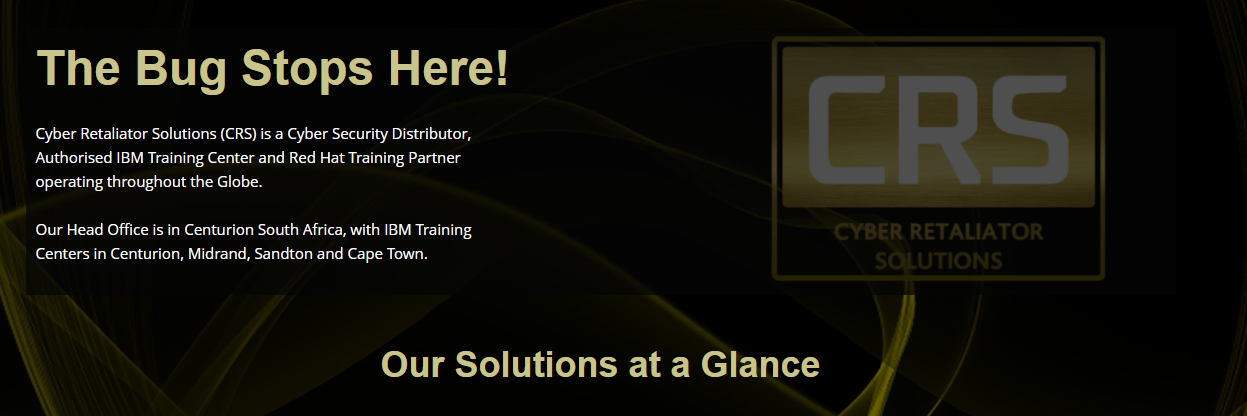 The Bug Stops Here!
Cyber Retaliator Solutions (CRS) is a Cyber Security Distributor,
Authorised IBM Training Center and Red Hat Training Partner
operating throughout the Globe.
Our Head Office is in Centurion South Africa, with IBM Training
Centers in Centurion, Midrand, Sandton and Cape Town.
CRS
CYBER RETALIATOR
SOLUTIONS
Our Solutions at a Glance